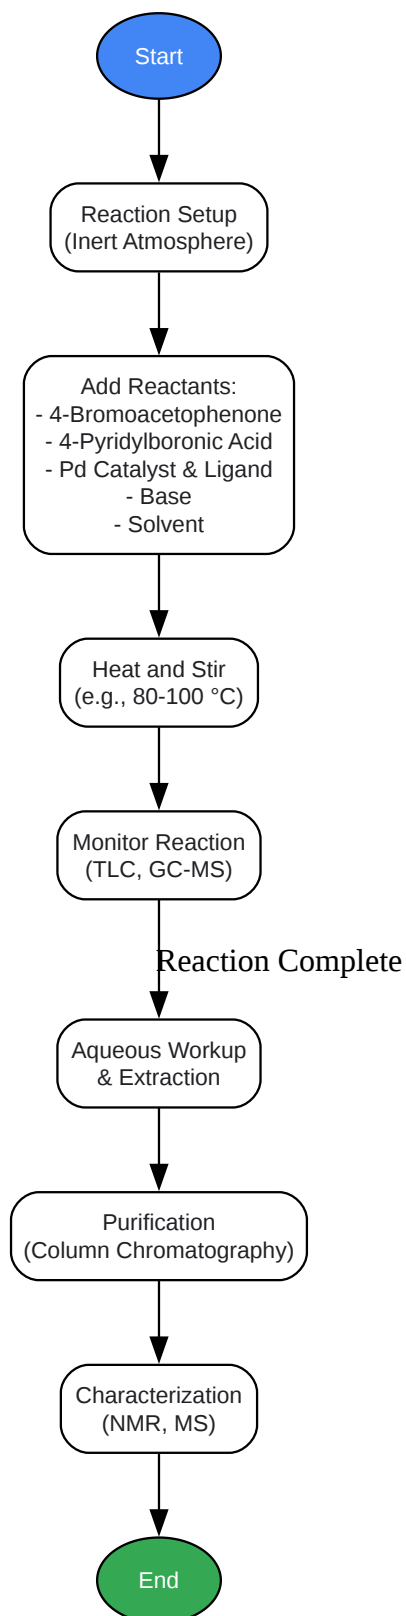 Start
Reaction Setup
(Inert Atmosphere)
Add Reactants:
- 4-Bromoacetophenone
- 4-Pyridylboronic Acid
- Pd Catalyst & Ligand
- Base
- Solvent
Heat and Stir
(e.g., 80-100 °C)
Monitor Reaction
(TLC, GC-MS)
Reaction Complete
Aqueous Workup
& Extraction
Purification
(Column Chromatography)
Characterization
(NMR, MS)
End